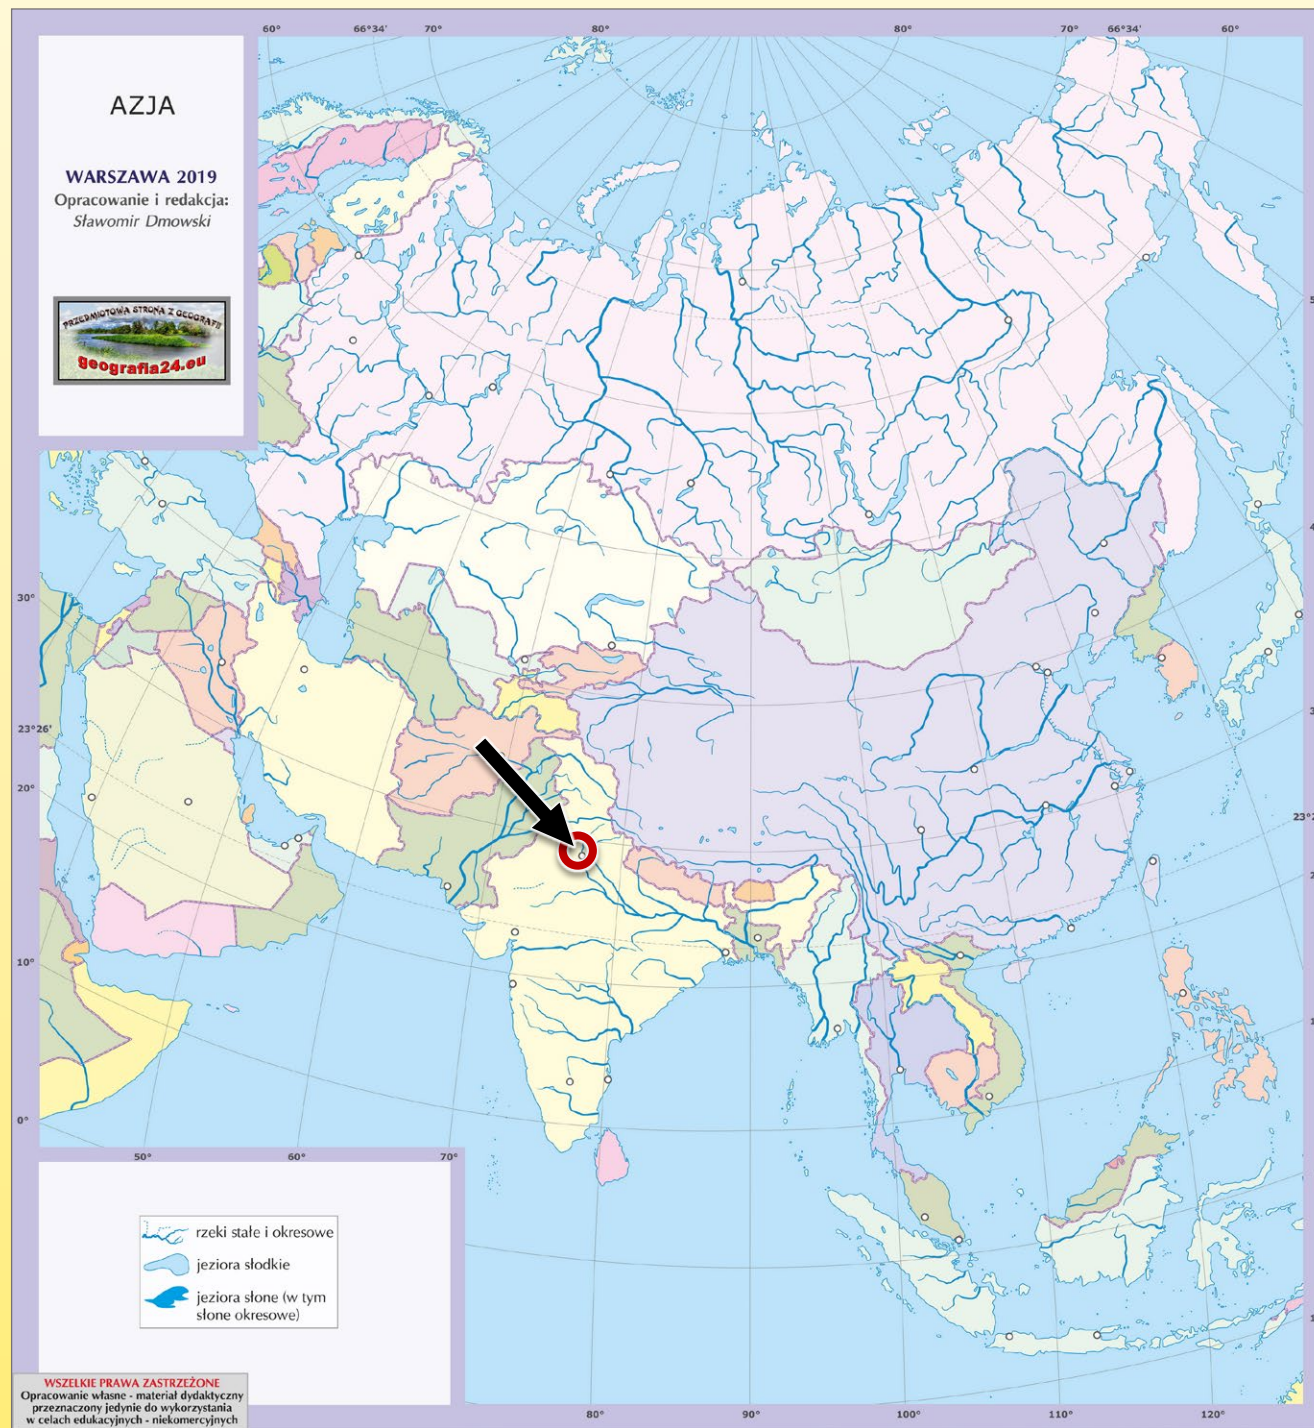 60° 66°34' 70° 80° 80° 70° 66°34' 60°
AZJA
WARSZAWA 2019
Opracowanie i redakcja:
Sławomir Dmowski
PRZEDMIOTOWA STRONA Z GEOGRAFII
geografia24.eu
30°
23°26'
20°
10°
0°
50° 60° 70°
rzeki stałe i okresowe
jeziora słodkie
jeziora słone (w tym
słone okresowe)
80° 90° 100° 110° 120°
WSZELKIE PRAWA ZASTRZEŻONE
Opracowanie własne - materiał dydaktyczny
przeznaczony jedynie do wykorzystania
w celach edukacyjnych - niekomercyjnych